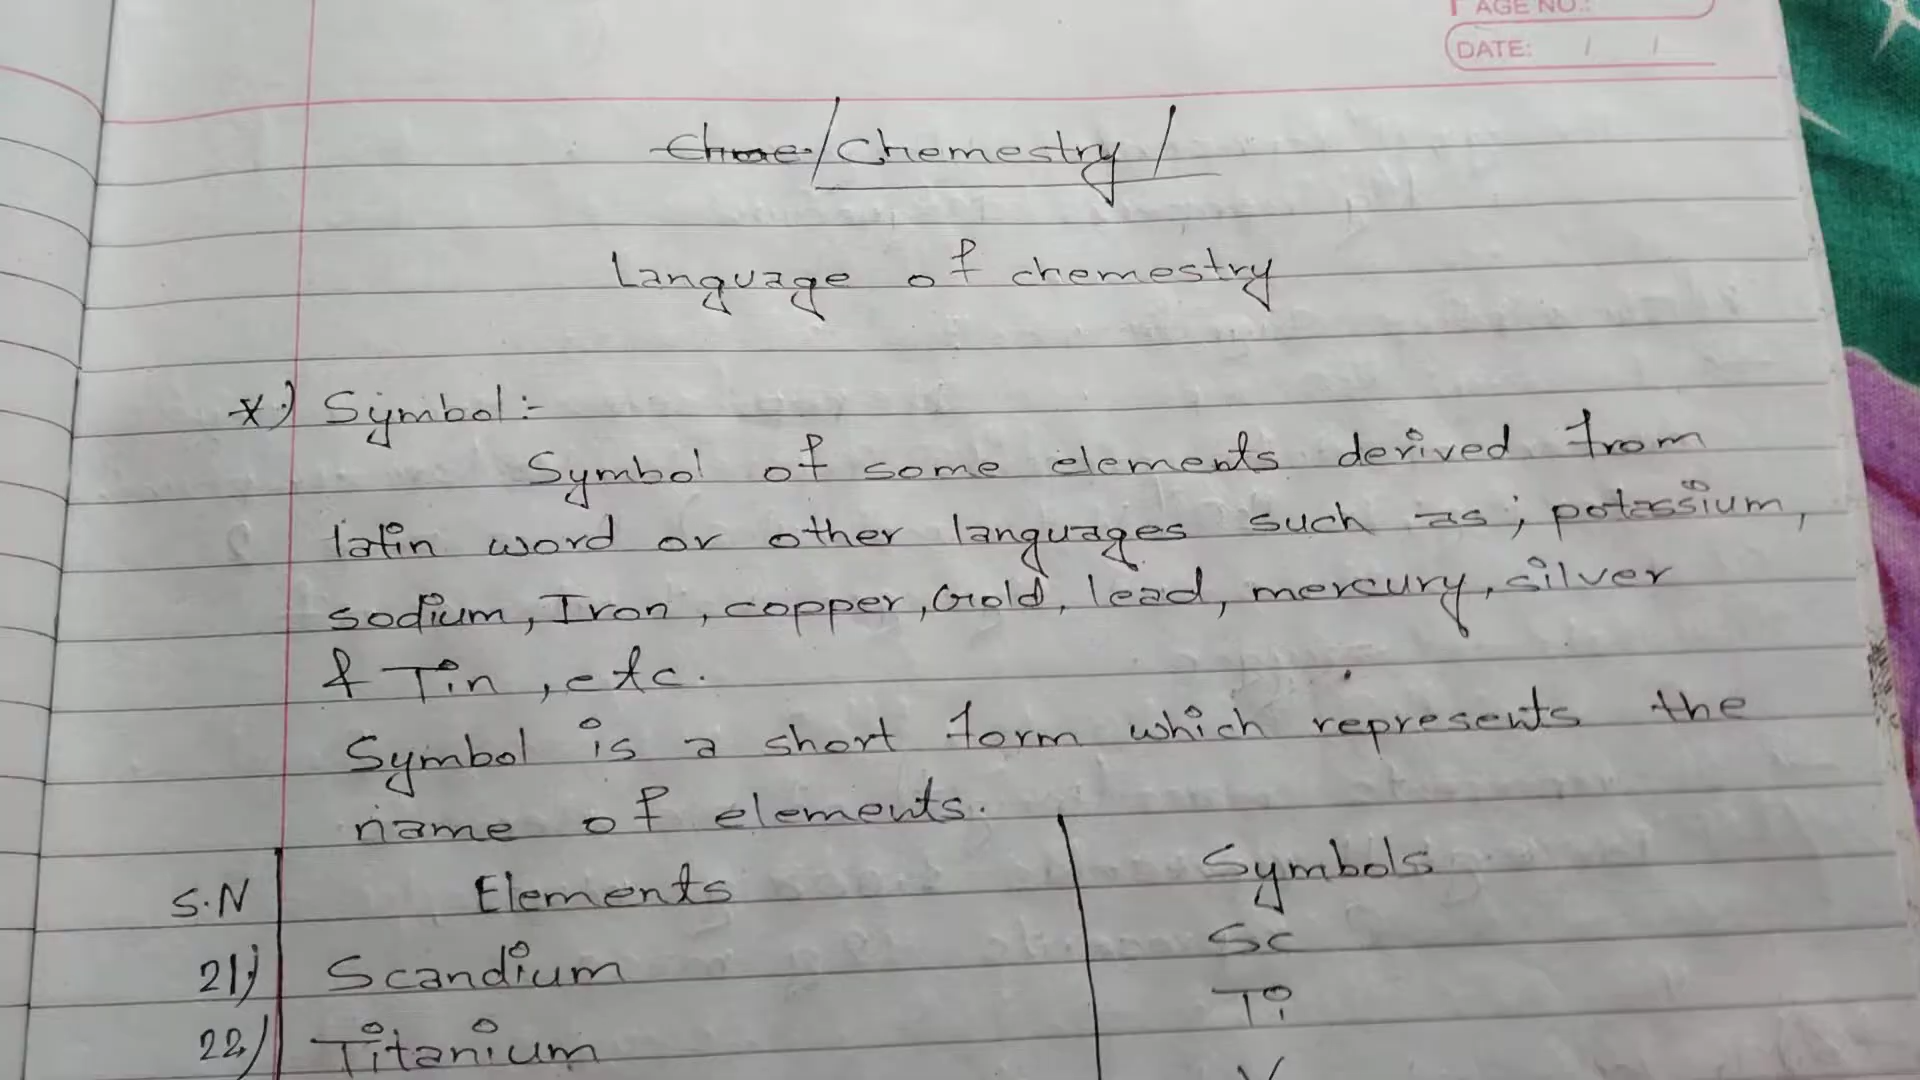 PAGE NO.:
DATE: / /
Chme /Chemestry/
Language of chemestry
*) Symbol:-
Symbol of some elements derived from
latin word or other languages such as; potassium,
sodium, Iron, copper, Gold, lead, mercury, silver
& Tin, etc.
Symbol is a short form which represents the
name of elements.
S.N Elements Symbols
21) Scandium Sc
22) Titanium Ti
V